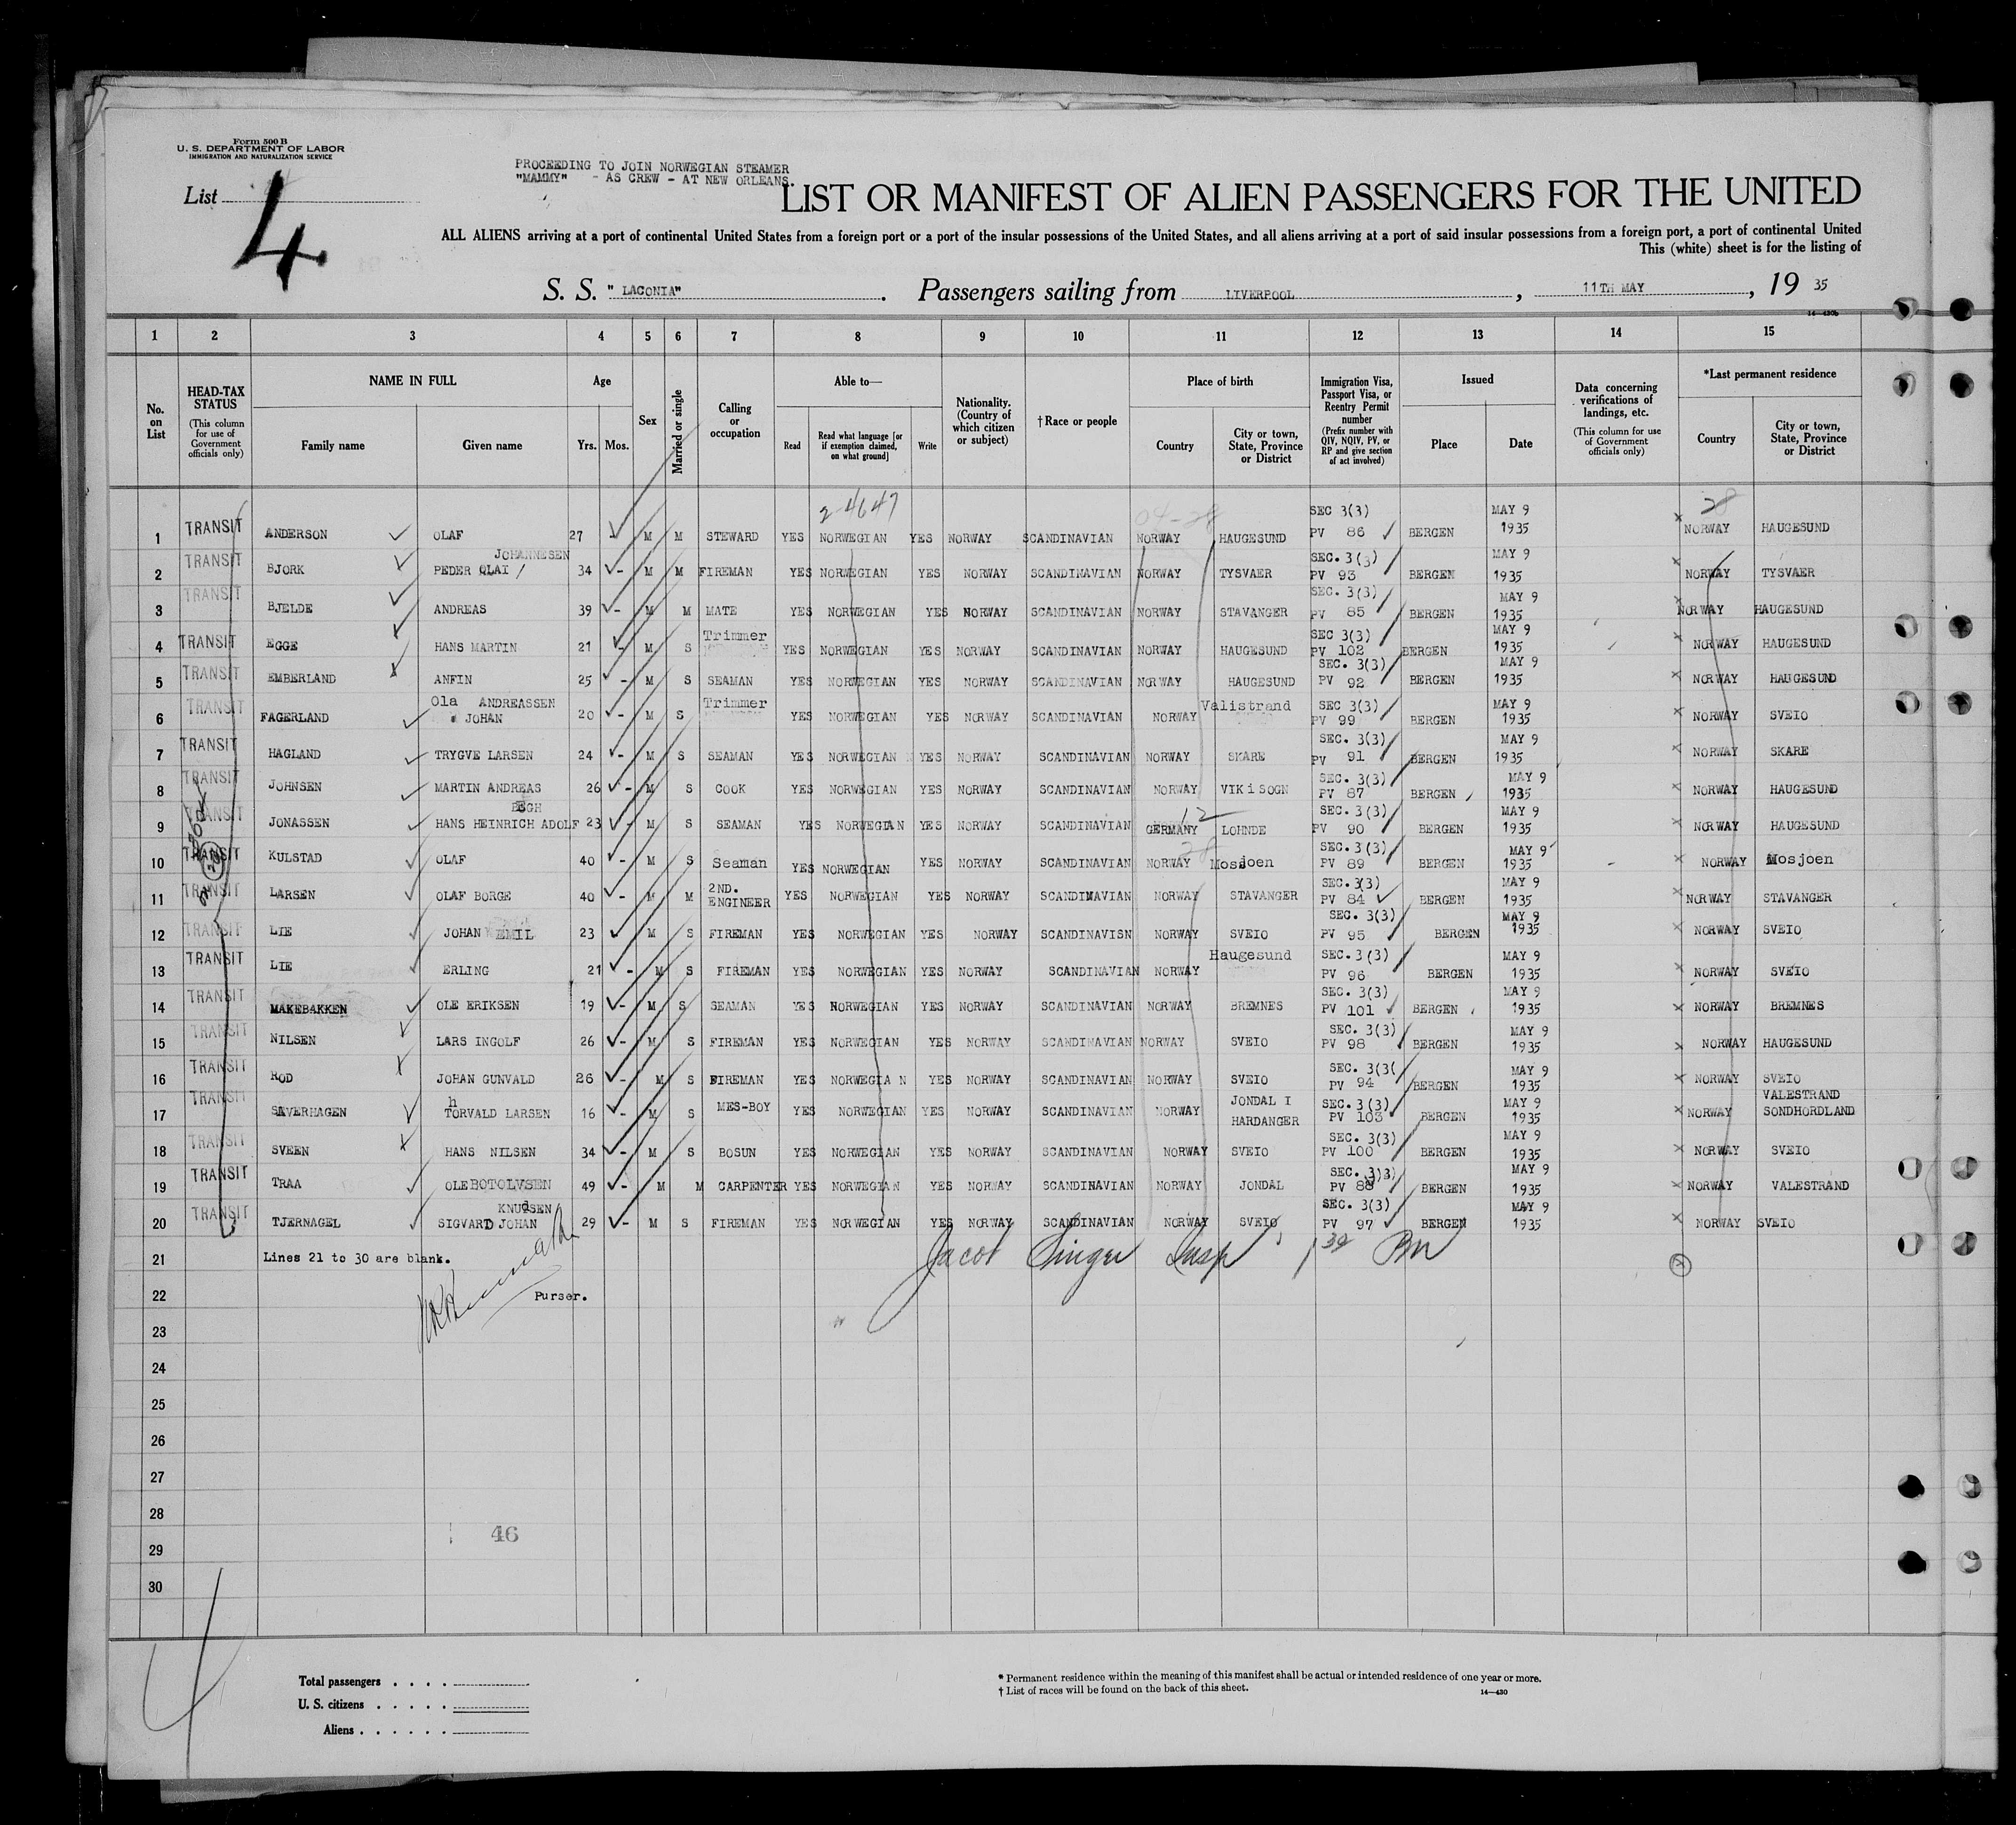 Form 500 B
U. S. DEPARTMENT OF LABOR
IMMIGRATION AND NATURALIZATION SERVICE
List 4
PROCEEDING TO JOIN NORWEGIAN STEAMER
"MAMMY" - AS CREW - AT NEW ORLEANS.
LIST OR MANIFEST OF ALIEN PASSENGERS FOR THE UNITED
ALL ALIENS arriving at a port of continental United States from a foreign port or a port of the insular possessions of the United States, and all aliens arriving at a port of said insular possessions from a foreign port, a port of continental United
This (white) sheet is for the listing of
S. S. "LACONIA". Passengers sailing from LIVERPOOL, 11TH MAY, 19 35
14—430b
1 2 3 4 5 6 7 8 9 10 11 12 13 14 15
No. on List
HEAD-TAX STATUS (This column for use of Government officials only)
NAME IN FULL
Family name
Given name
Age
Yrs.
Mos.
Sex
Married or single
Calling or occupation
Able to—
Read
Read what language [or if exemption claimed, on what ground]
Write
Nationality. (Country of which citizen or subject)
† Race or people
Place of birth
Country
City or town, State, Province or District
Immigration Visa, Passport Visa, or Reentry Permit number (Prefix number with QIV, NQIV, PV, or RP and give section of act involved)
Issued
Place
Date
Data concerning verifications of landings, etc. (This column for use of Government officials only)
*Last permanent residence
Country
City or town, State, Province or District
2-4647
04-28
28
1 TRANSIT ANDERSON OLAF 27 M M STEWARD YES NORWEGIAN YES NORWAY SCANDINAVIAN NORWAY HAUGESUND SEC 3(3) PV 86 BERGEN MAY 9 1935 NORWAY HAUGESUND
2 TRANSIT BJORK PEDER OLAI JOHANNESEN 34 - M M FIREMAN YES NORWEGIAN YES NORWAY SCANDINAVIAN NORWAY TYSVAER SEC. 3(3) PV 93 BERGEN MAY 9 1935 NORWAY TYSVAER
3 TRANSIT BJELDE ANDREAS 39 - M M MATE YES NORWEGIAN YES NORWAY SCANDINAVIAN NORWAY STAVANGER SEC. 3(3) PV 85 BERGEN MAY 9 1935 NORWAY HAUGESUND
4 TRANSIT EGGE HANS MARTIN 21 - M S Trimmer YES NORWEGIAN YES NORWAY SCANDINAVIAN NORWAY HAUGESUND SEC 3(3) PV 102 BERGEN MAY 9 1935 NORWAY HAUGESUND
5 TRANSIT EMBERLAND ANFIN 25 - M S SEAMAN YES NORWEGIAN YES NORWAY SCANDINAVIAN NORWAY HAUGESUND SEC. 3(3) PV 92 BERGEN MAY 9 1935 NORWAY HAUGESUND
6 TRANSIT FAGERLAND Ola ANDREASSEN JOHAN 20 - M S Trimmer YES NORWEGIAN YES NORWAY SCANDINAVIAN NORWAY Valistrand SEC 3(3) PV 99 BERGEN MAY 9 1935 NORWAY SVEIO
7 TRANSIT HAGLAND TRYGVE LARSEN 24 - M S SEAMAN YES NORWEGIAN YES NORWAY SCANDINAVIAN NORWAY SKARE SEC. 3(3) PV 91 BERGEN MAY 9 1935 NORWAY SKARE
8 TRANSIT JOHNSEN MARTIN ANDREAS 26 - M S COOK YES NORWEGIAN YES NORWAY SCANDINAVIAN NORWAY VIK i SOGN SEC. 3(3) PV 87 BERGEN MAY 9 1935 NORWAY HAUGESUND
9 TRANSIT JONASSEN HANS HEINRICH ADOLF 23 - M S SEAMAN YES NORWEGIAN YES NORWAY SCANDINAVIAN GERMANY 12 LOHNDE SEC. 3(3) PV 90 BERGEN MAY 9 1935 NORWAY HAUGESUND
10 TRANSIT KULSTAD OLAF 40 - M S Seaman YES NORWEGIAN YES NORWAY SCANDINAVIAN NORWAY 28 Mosjoen SEC. 3(3) PV 89 BERGEN MAY 9 1935 NORWAY Mosjoen
11 TRANSIT LARSEN OLAF BORGE 40 - M M 2ND. ENGINEER YES NORWEGIAN YES NORWAY SCANDINAVIAN NORWAY STAVANGER SEC. 3(3) PV 84 BERGEN MAY 9 1935 NORWAY STAVANGER
12 TRANSIT LIE JOHAN EMIL 23 M S FIREMAN YES NORWEGIAN YES NORWAY SCANDINAVISN NORWAY SVEIO SEC. 3(3) PV 95 BERGEN MAY 9 1935 NORWAY SVEIO
13 TRANSIT LIE ERLING 21 - M S FIREMAN YES NORWEGIAN YES NORWAY SCANDINAVIAN NORWAY Haugesund SEC. 3(3) PV 96 BERGEN MAY 9 1935 NORWAY SVEIO
14 TRANSIT MAKEBAKKEN OLE ERIKSEN 19 - M S SEAMAN YES NORWEGIAN YES NORWAY SCANDINAVIAN NORWAY BREMNES SEC. 3(3) PV 101 BERGEN MAY 9 1935 NORWAY BREMNES
15 TRANSIT NILSEN LARS INGOLF 26 - M S FIREMAN YES NORWEGIAN YES NORWAY SCANDINAVIAN NORWAY SVEIO SEC. 3(3) PV 98 BERGEN MAY 9 1935 NORWAY HAUGESUND
16 TRANSIT ROD JOHAN GUNVALD 26 - M S FIREMAN YES NORWEGIA N YES NORWAY SCANDINAVIAN NORWAY SVEIO SEC. 3(3( PV 94 BERGEN MAY 9 1935 NORWAY SVEIO
17 TRANSIT SAVERHAGEN TORVALD LARSEN 16 - M S MES-BOY YES NORWEGIAN YES NORWAY SCANDINAVIAN NORWAY JONDAL I HARDANGER SEC. 3(3) PV 103 BERGEN MAY 9 1935 NORWAY VALESTRAND SONDHORDLAND
18 TRANSIT SVEEN HANS NILSEN 34 - M S BOSUN YES NORWEGIAN YES NORWAY SCANDINAVIAN NORWAY SVEIO SEC. 3(3) PV 100 BERGEN MAY 9 1935 NORWAY SVEIO
19 TRANSIT TRAA OLE BOTOLVSEN 49 - M M CARPENTER YES NORWEGIAN YES NORWAY SCANDINAVIAN NORWAY JONDAL SEC. 3)3) PV 88 BERGEN MAY 9 1935 NORWAY VALESTRAND
20 TRANSIT TJERNAGEL SIGVARD JOHAN KNUDSEN 29 - M S FIREMAN YES NORWEGIAN YES NORWAY SCANDINAVIAN NORWAY SVEIO SEC. 3(3) PV 97 BERGEN MAY 9 1935 NORWAY SVEIO
21 Lines 21 to 30 are blank. Jacob Singer Insp
22 Purser.
23
24
25
26
27
28
29 46
30
Total passengers . . . .
U. S. citizens . . . . .
Aliens . . . . . .
* Permanent residence within the meaning of this manifest shall be actual or intended residence of one year or more.
† List of races will be found on the back of this sheet.
14—430